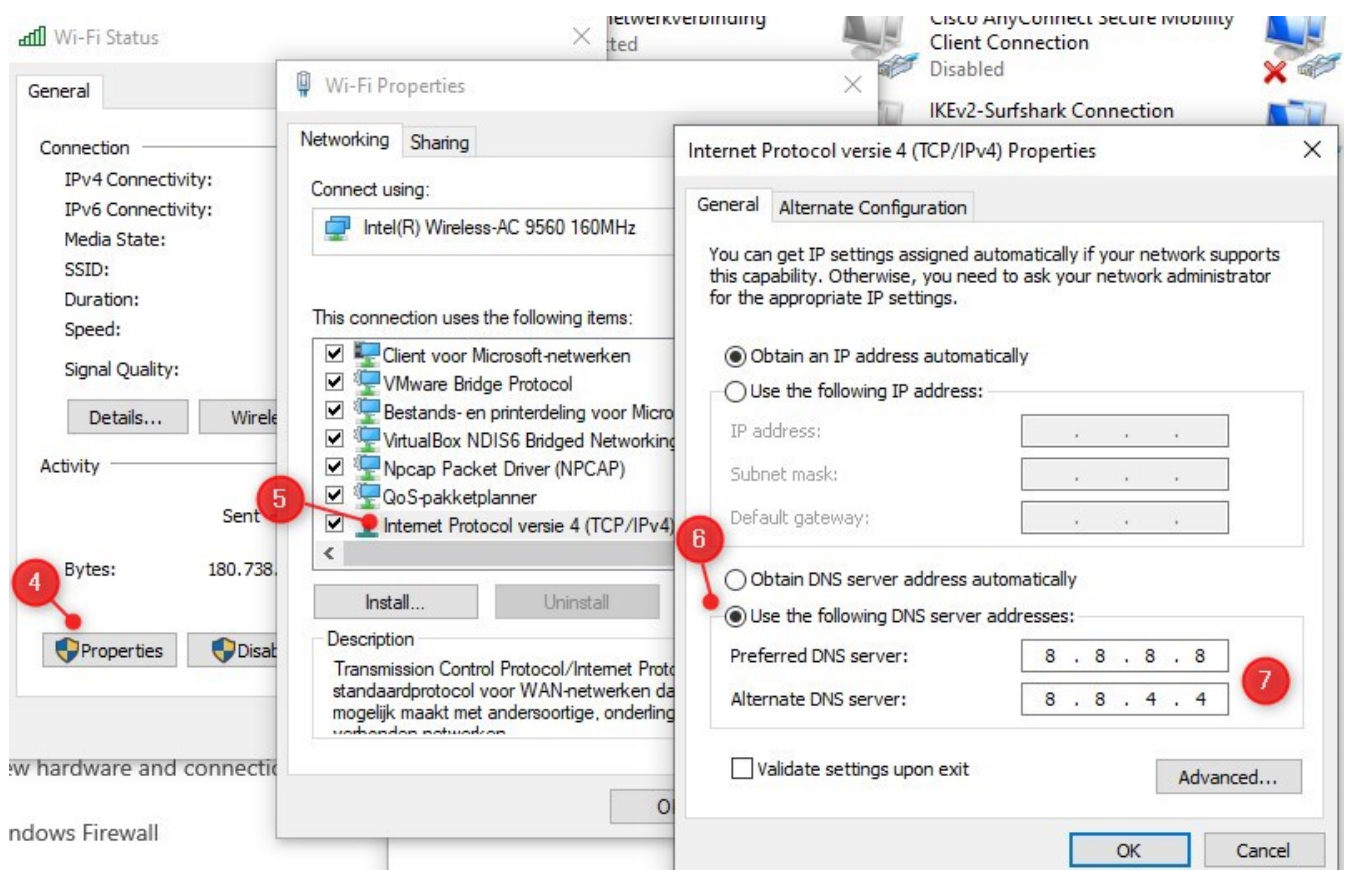 Wi-Fi Status
General
Connection
IPv4 Connectivity:
IPv6 Connectivity:
Media State:
SSID:
Duration:
Speed:
Signal Quality:
Details...
Activity
Sent
Bytes: 180.738.
4
Properties
and
Windows Firewall
Wi-Fi Properties
Networking Sharing
Connect using:
Intel(R) Wireless-AC 9560 160MHz
This connection uses the following items:
Client voor Microsoft-netwerken
VMware Bridge Protocol
Bestands- en printerdeling voor Micro
VirtualBox NDIS6 Bridged Networking
Npcap Packet Driver (NPCAP)
QoS-pakketplanner
5
Internet Protocol versie 4 (TCP/IPv4)
Install... Uninstall
Description
Transmission Control Protocol/Internet Proto
standaardprotocol voor WAN-netwerken da
mogelijk maakt met andersoortige, onderling
verbonden netwerken
Cisco AnyConnect Secure Mobility
Client Connection
Disabled
IKEv2-Surfshark Connection
Internet Protocol versie 4 (TCP/IPv4) Properties
General Alternate Configuration
You can get IP settings assigned automatically if your network supports
this capability. Otherwise, you need to ask your network administrator
for the appropriate IP settings.
Obtain an IP address automatically
Use the following IP address:
IP address:
Subnet mask:
Default gateway:
6
Obtain DNS server address automatically
Use the following DNS server addresses:
Preferred DNS server: 8 . 8 . 8 . 8
Alternate DNS server: 8 . 8 . 4 . 4
7
Validate settings upon exit
Advanced...
OK Cancel